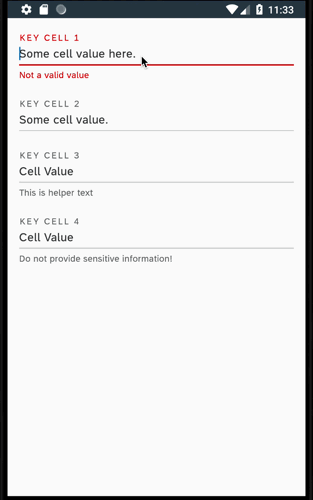 11:33
KEY CELL 1
Some cell value here.
Not a valid value
KEY CELL 2
Some cell value.
KEY CELL 3
Cell Value
This is helper text
KEY CELL 4
Cell Value
Do not provide sensitive information!